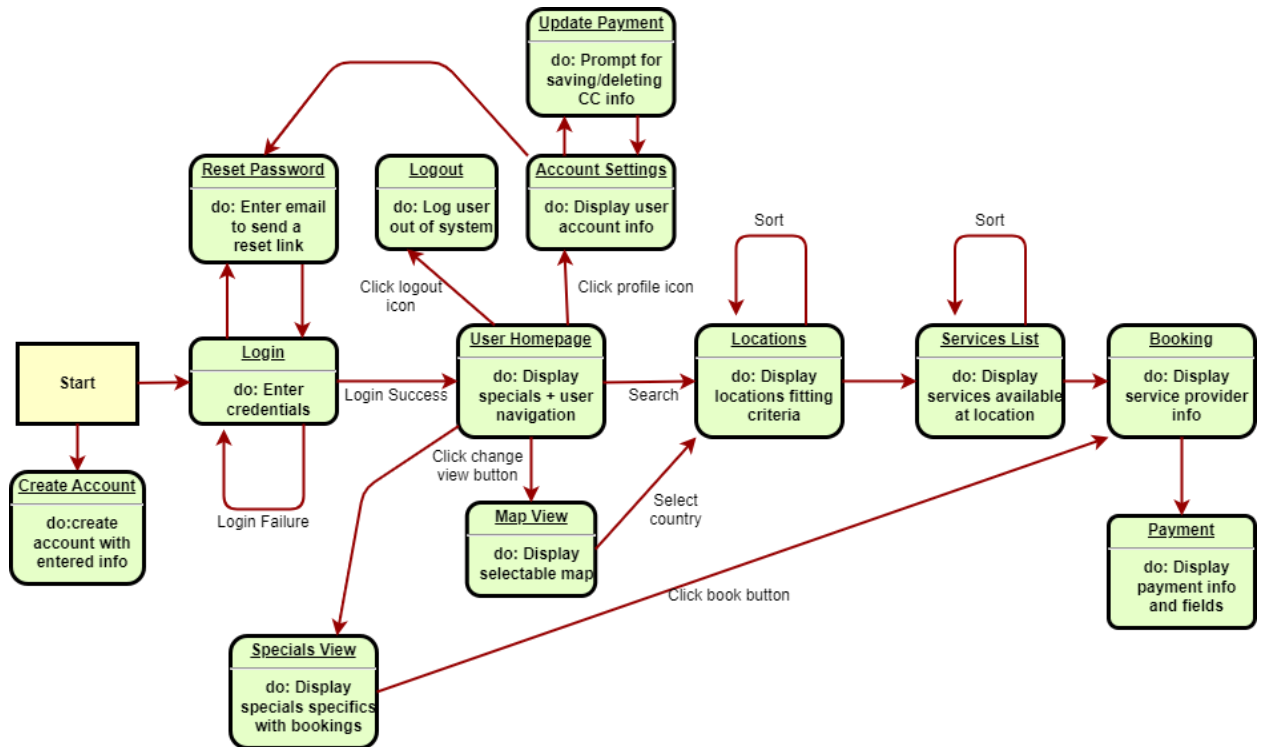 Update Payment
do: Prompt for
saving/deleting
CC info
Reset Password
do: Enter email
to send a
reset link
Logout
do: Log user
out of system
Account Settings
do: Display user
account info
Sort
Sort
Click logout
icon
Click profile icon
Start
Login
do: Enter
credentials
Login Success
User Homepage
do: Display
specials + user
navigation
Search
Locations
do: Display
locations fitting
criteria
Services List
do: Display
services available
at location
Booking
do: Display
service provider
info
Create Account
do:create
account with
entered info
Login Failure
Click change
view button
Map View
do: Display
selectable map
Select
country
Payment
do: Display
payment info
and fields
Click book button
Specials View
do: Display
specials specifics
with bookings